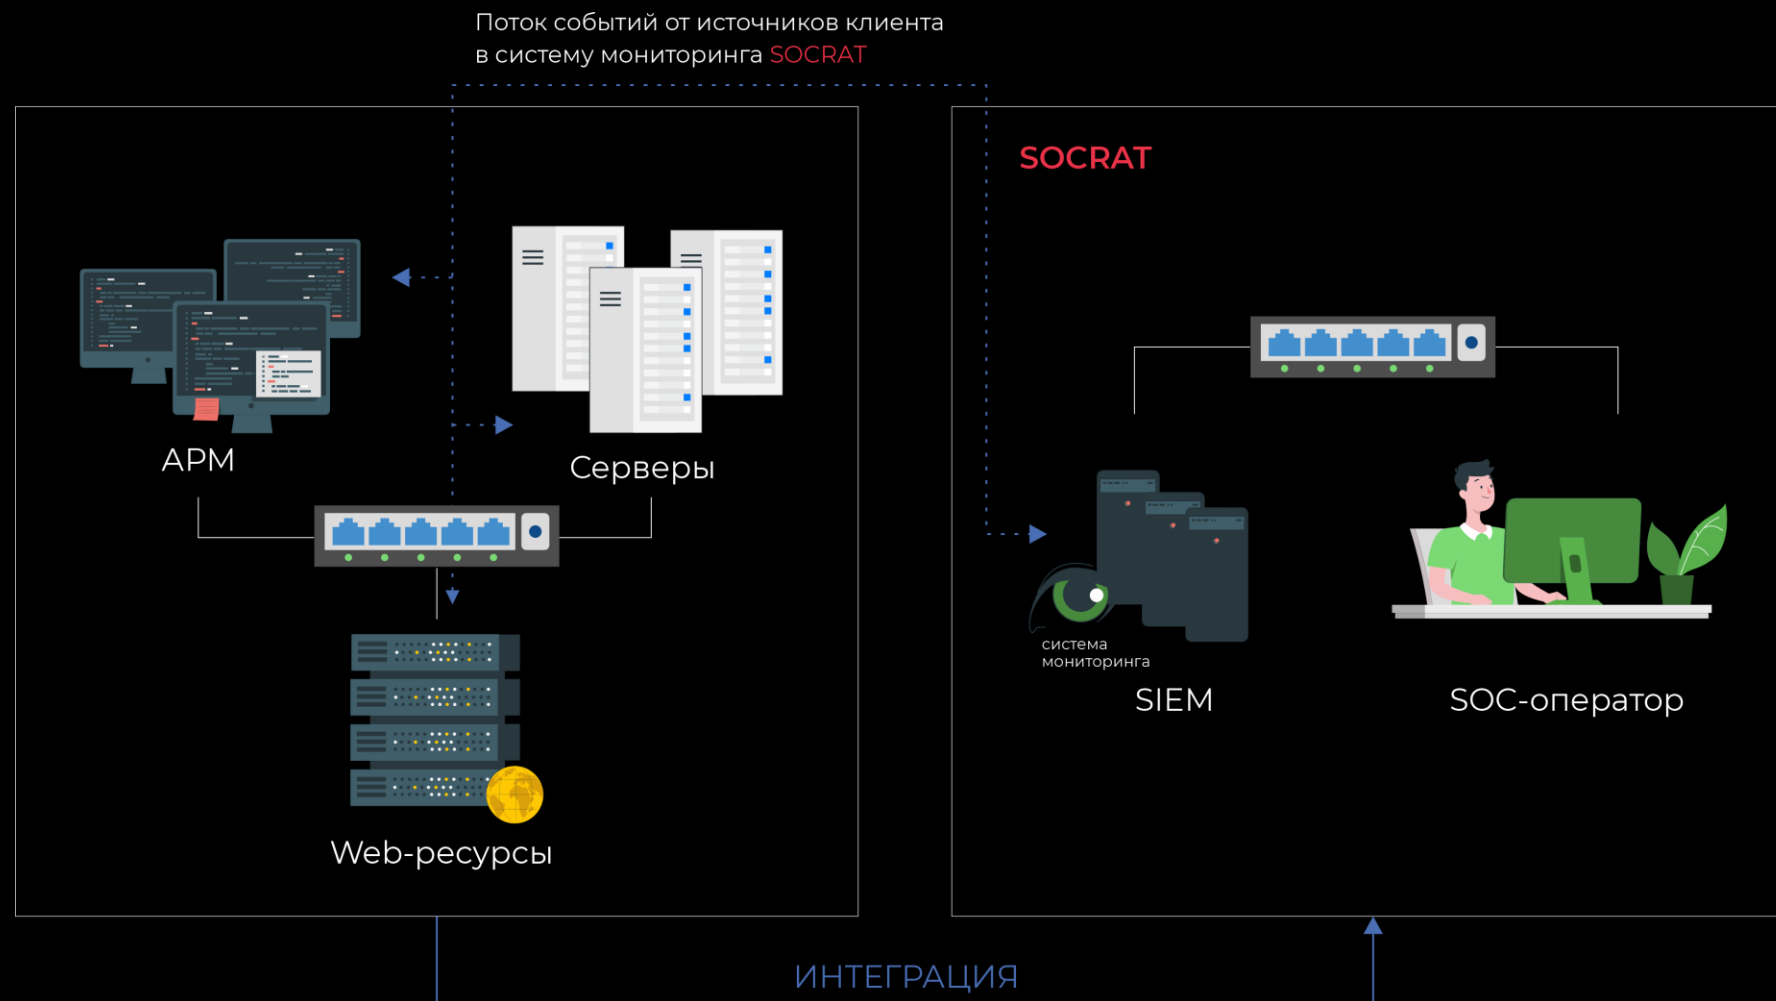 Поток событий от источников клиента
в систему мониторинга SOCRAT
SOCRAT
АРМ
Серверы
Web-ресурсы
система
мониторинга
SIEM
SOC-оператор
ИНТЕГРАЦИЯ